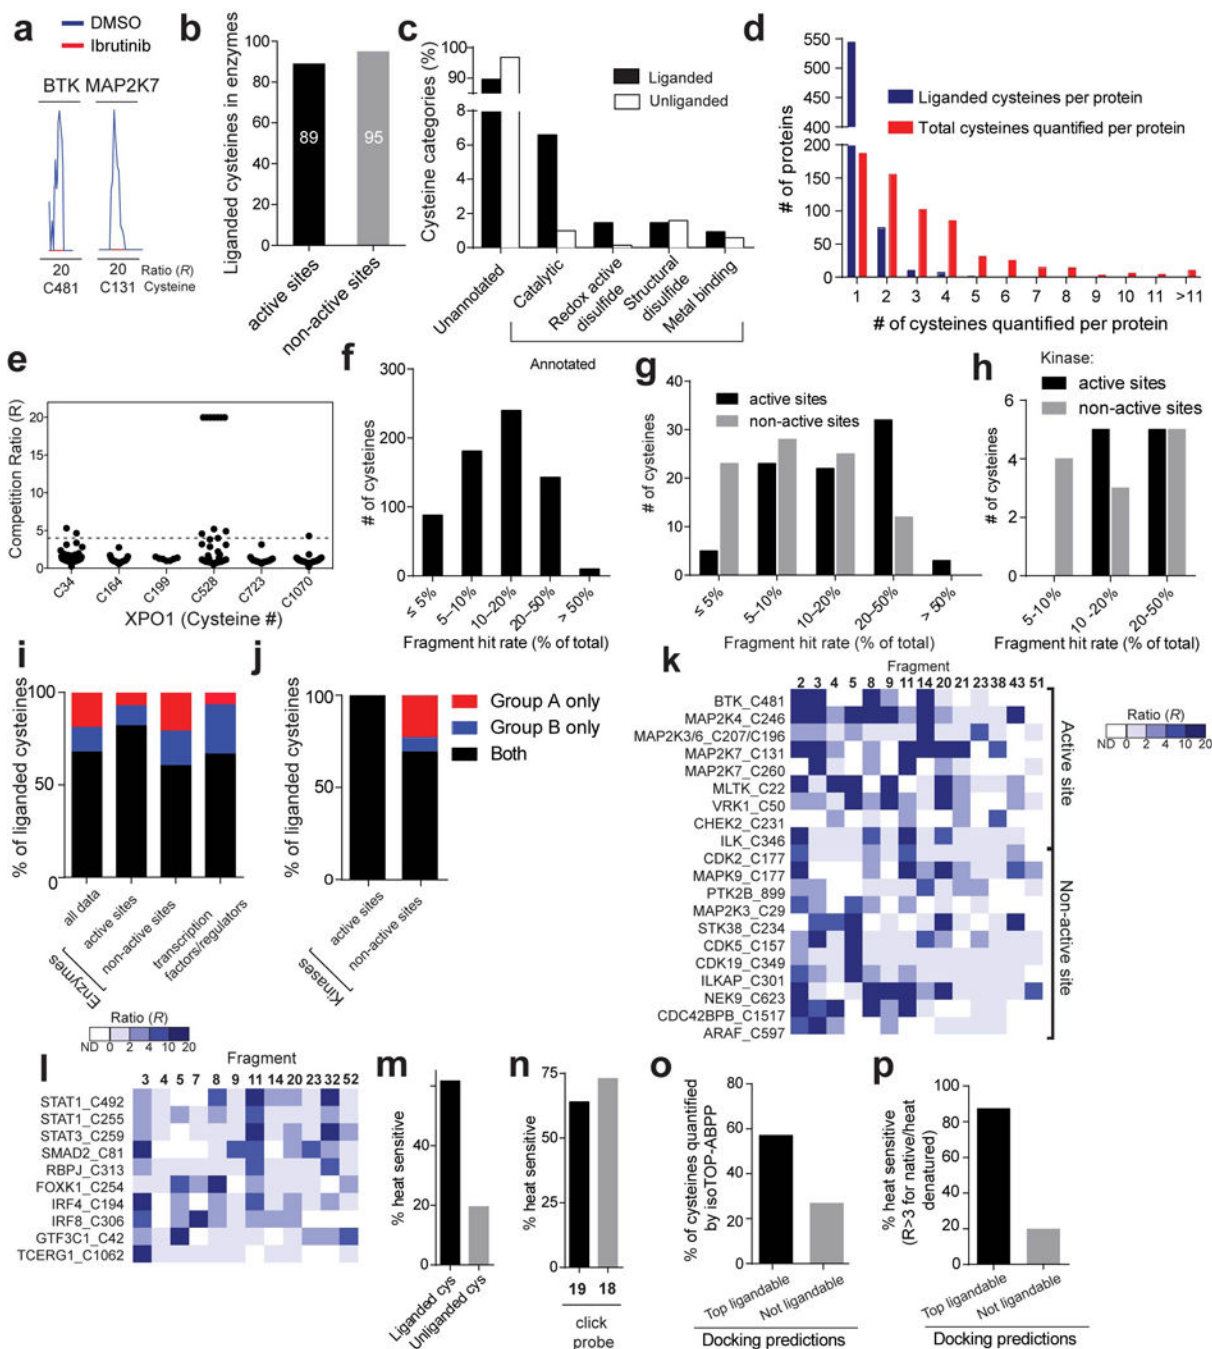 a
DMSO
Ibrutinib
BTK MAP2K7
20 20 Ratio (R)
C481 C131 Cysteine
b
Liganded cysteines in enzymes
100
80
60
40
20
0
89
95
active sites
non-active sites
c
Cysteine categories (%)
100
90
8
6
4
2
0
Liganded
Unliganded
Unannotated
Catalytic
Redox active
disulfide
Structural
disulfide
Metal binding
Annotated
d
# of proteins
550
500
450
400
200
150
100
50
0
Liganded cysteines per protein
Total cysteines quantified per protein
1 2 3 4 5 6 7 8 9 10 11 >11
# of cysteines quantified per protein
e
Competition Ratio (R)
20
15
10
5
0
C34 C164 C199 C528 C723 C1070
XPO1 (Cysteine #)
f
# of cysteines
300
200
100
0
≤ 5% 5–10% 10–20% 20–50% > 50%
Fragment hit rate (% of total)
g
# of cysteines
40
30
20
10
0
active sites
non-active sites
≤ 5% 5–10% 10–20% 20–50% > 50%
Fragment hit rate (% of total)
h
Kinase:
active sites
non-active sites
# of cysteines
6
4
2
0
5-10% 10 -20% 20-50%
Fragment hit rate (% of total)
i
% of liganded cysteines
100
50
0
all data
active sites
non-active sites
transcription
factors/regulators
Enzymes
j
% of liganded cysteines
100
50
0
active sites
non-active sites
Kinases
Group A only
Group B only
Both
k
Fragment
2 3 4 5 8 9 11 14 20 21 23 38 43 51
BTK_C481
MAP2K4_C246
MAP2K3/6_C207/C196
MAP2K7_C131
MAP2K7_C260
MLTK_C22
VRK1_C50
CHEK2_C231
ILK_C346
CDK2_C177
MAPK9_C177
PTK2B_899
MAP2K3_C29
STK38_C234
CDK5_C157
CDK19_C349
ILKAP_C301
NEK9_C623
CDC42BPB_C1517
ARAF_C597
Active site
Non-active site
Ratio (R)
ND 0 2 4 10 20
Ratio (R)
ND 0 2 4 10 20
l
Fragment
3 4 5 7 8 9 11 14 20 23 32 52
STAT1_C492
STAT1_C255
STAT3_C259
SMAD2_C81
RBPJ_C313
FOXK1_C254
IRF4_C194
IRF8_C306
GTF3C1_C42
TCERG1_C1062
m
% heat sensitive
60
40
20
0
Liganded cys
Unliganded cys
n
% heat sensitive
75
50
25
0
19 18
click
probe
o
% of cysteines quantified
by isoTOP-ABPP
80
60
40
20
0
Top ligandable
Not ligandable
Docking predictions
p
% heat sensitive
(R>3 for native/heat
denatured)
100
80
60
40
20
0
Top ligandable
Not ligandable
Docking predictions